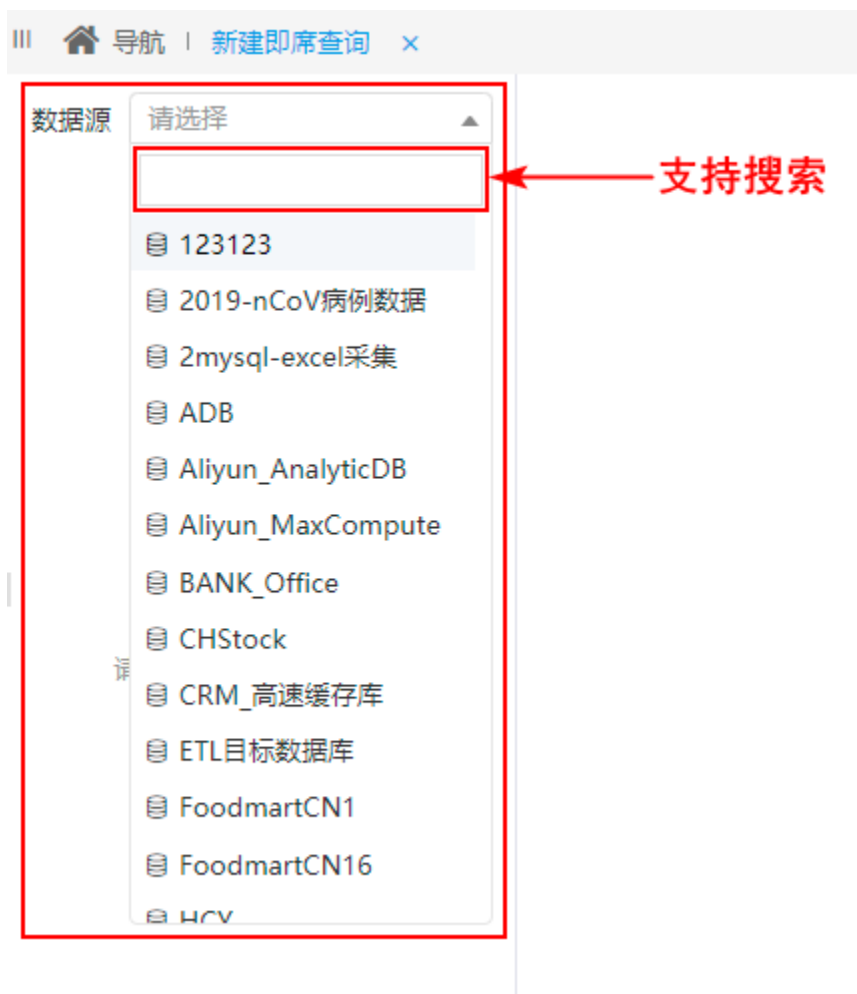 导航 | 新建即席查询 ×
数据源 请选择
支持搜索
123123
2019-nCoV病例数据
2mysql-excel采集
ADB
Aliyun_AnalyticDB
Aliyun_MaxCompute
BANK_Office
CHStock
CRM_高速缓存库
ETL目标数据库
FoodmartCN1
FoodmartCN16
HCY